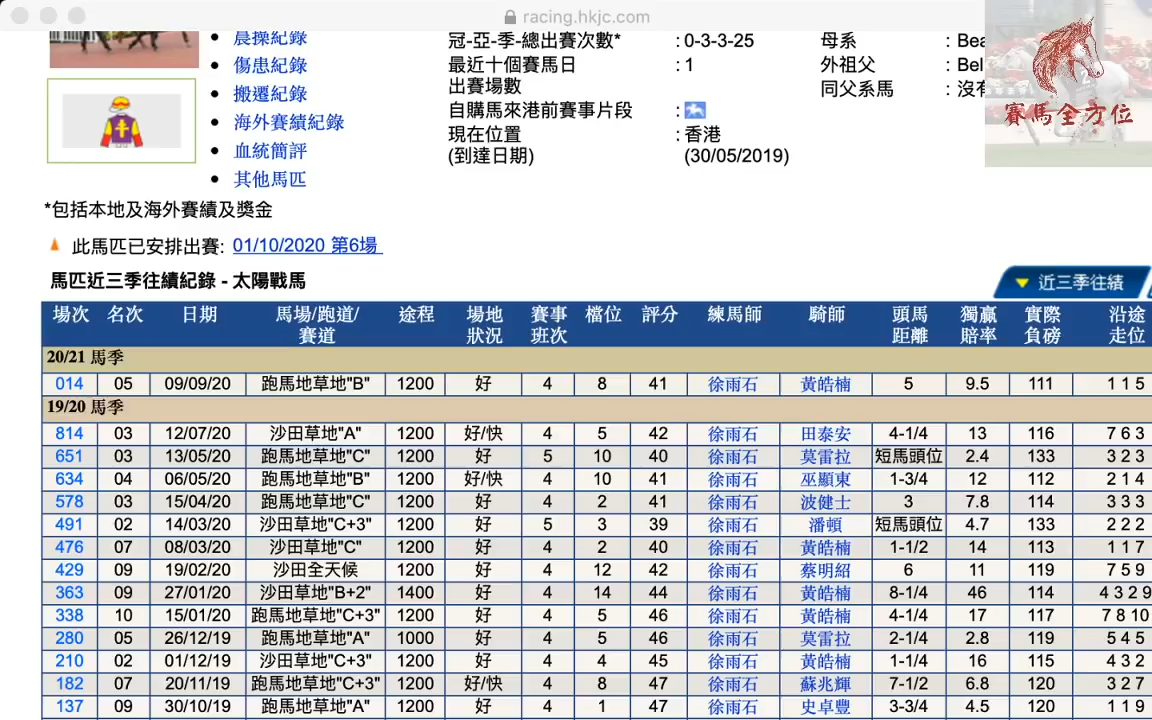 racing.hkjc.com
晨操紀錄
傷患紀錄
搬遷紀錄
海外賽績紀錄
血統簡評
其他馬匹
冠-亞-季-總出賽次數* : 0-3-3-25
最近十個賽馬日 : 1
出賽場數
自購馬來港前賽事片段 :
現在位置 : 香港
(到達日期) (30/05/2019)
母系 : Bea
外祖父 : Bel
同父系馬 : 沒有
賽馬全方位
*包括本地及海外賽績及獎金
此馬匹已安排出賽: 01/10/2020 第6場
馬匹近三季往績紀錄 - 太陽戰馬
近三季往績
場次 名次 日期 馬場/跑道/賽道 途程 場地狀況 賽事班次 檔位 評分 練馬師 騎師 頭馬距離 獨贏賠率 實際負磅 沿途走位
20/21 馬季
014 05 09/09/20 跑馬地草地"B" 1200 好 4 8 41 徐雨石 黃皓楠 5 9.5 111 1 1 5
19/20 馬季
814 03 12/07/20 沙田草地"A" 1200 好/快 4 5 42 徐雨石 田泰安 4-1/4 13 116 7 6 3
651 03 13/05/20 跑馬地草地"C" 1200 好 5 10 40 徐雨石 莫雷拉 短馬頭位 2.4 133 3 2 3
634 04 06/05/20 跑馬地草地"B" 1200 好/快 4 10 41 徐雨石 巫顯東 1-3/4 12 112 2 1 4
578 03 15/04/20 跑馬地草地"C" 1200 好 4 2 41 徐雨石 波健士 3 7.8 114 3 3 3
491 02 14/03/20 沙田草地"C+3" 1200 好 5 3 39 徐雨石 潘頓 短馬頭位 4.7 133 2 2 2
476 07 08/03/20 沙田草地"C" 1200 好 4 2 40 徐雨石 黃皓楠 1-1/2 14 113 1 1 7
429 09 19/02/20 沙田全天候 1200 好 4 12 42 徐雨石 蔡明紹 6 11 119 7 5 9
363 09 27/01/20 沙田草地"B+2" 1400 好 4 14 44 徐雨石 黃皓楠 8-1/4 46 114 4 3 2 9
338 10 15/01/20 跑馬地草地"C+3" 1200 好 4 5 46 徐雨石 黃皓楠 4-1/4 17 117 7 8 10
280 05 26/12/19 跑馬地草地"A" 1000 好 4 5 46 徐雨石 莫雷拉 2-1/4 2.8 119 5 4 5
210 02 01/12/19 沙田草地"C+3" 1200 好 4 4 45 徐雨石 黃皓楠 1-1/4 16 115 4 3 2
182 07 20/11/19 跑馬地草地"C+3" 1200 好/快 4 8 47 徐雨石 蘇兆輝 7-1/2 6.8 120 3 2 7
137 09 30/10/19 跑馬地草地"A" 1200 好 4 1 47 徐雨石 史卓豐 3-3/4 4.5 120 1 1 9